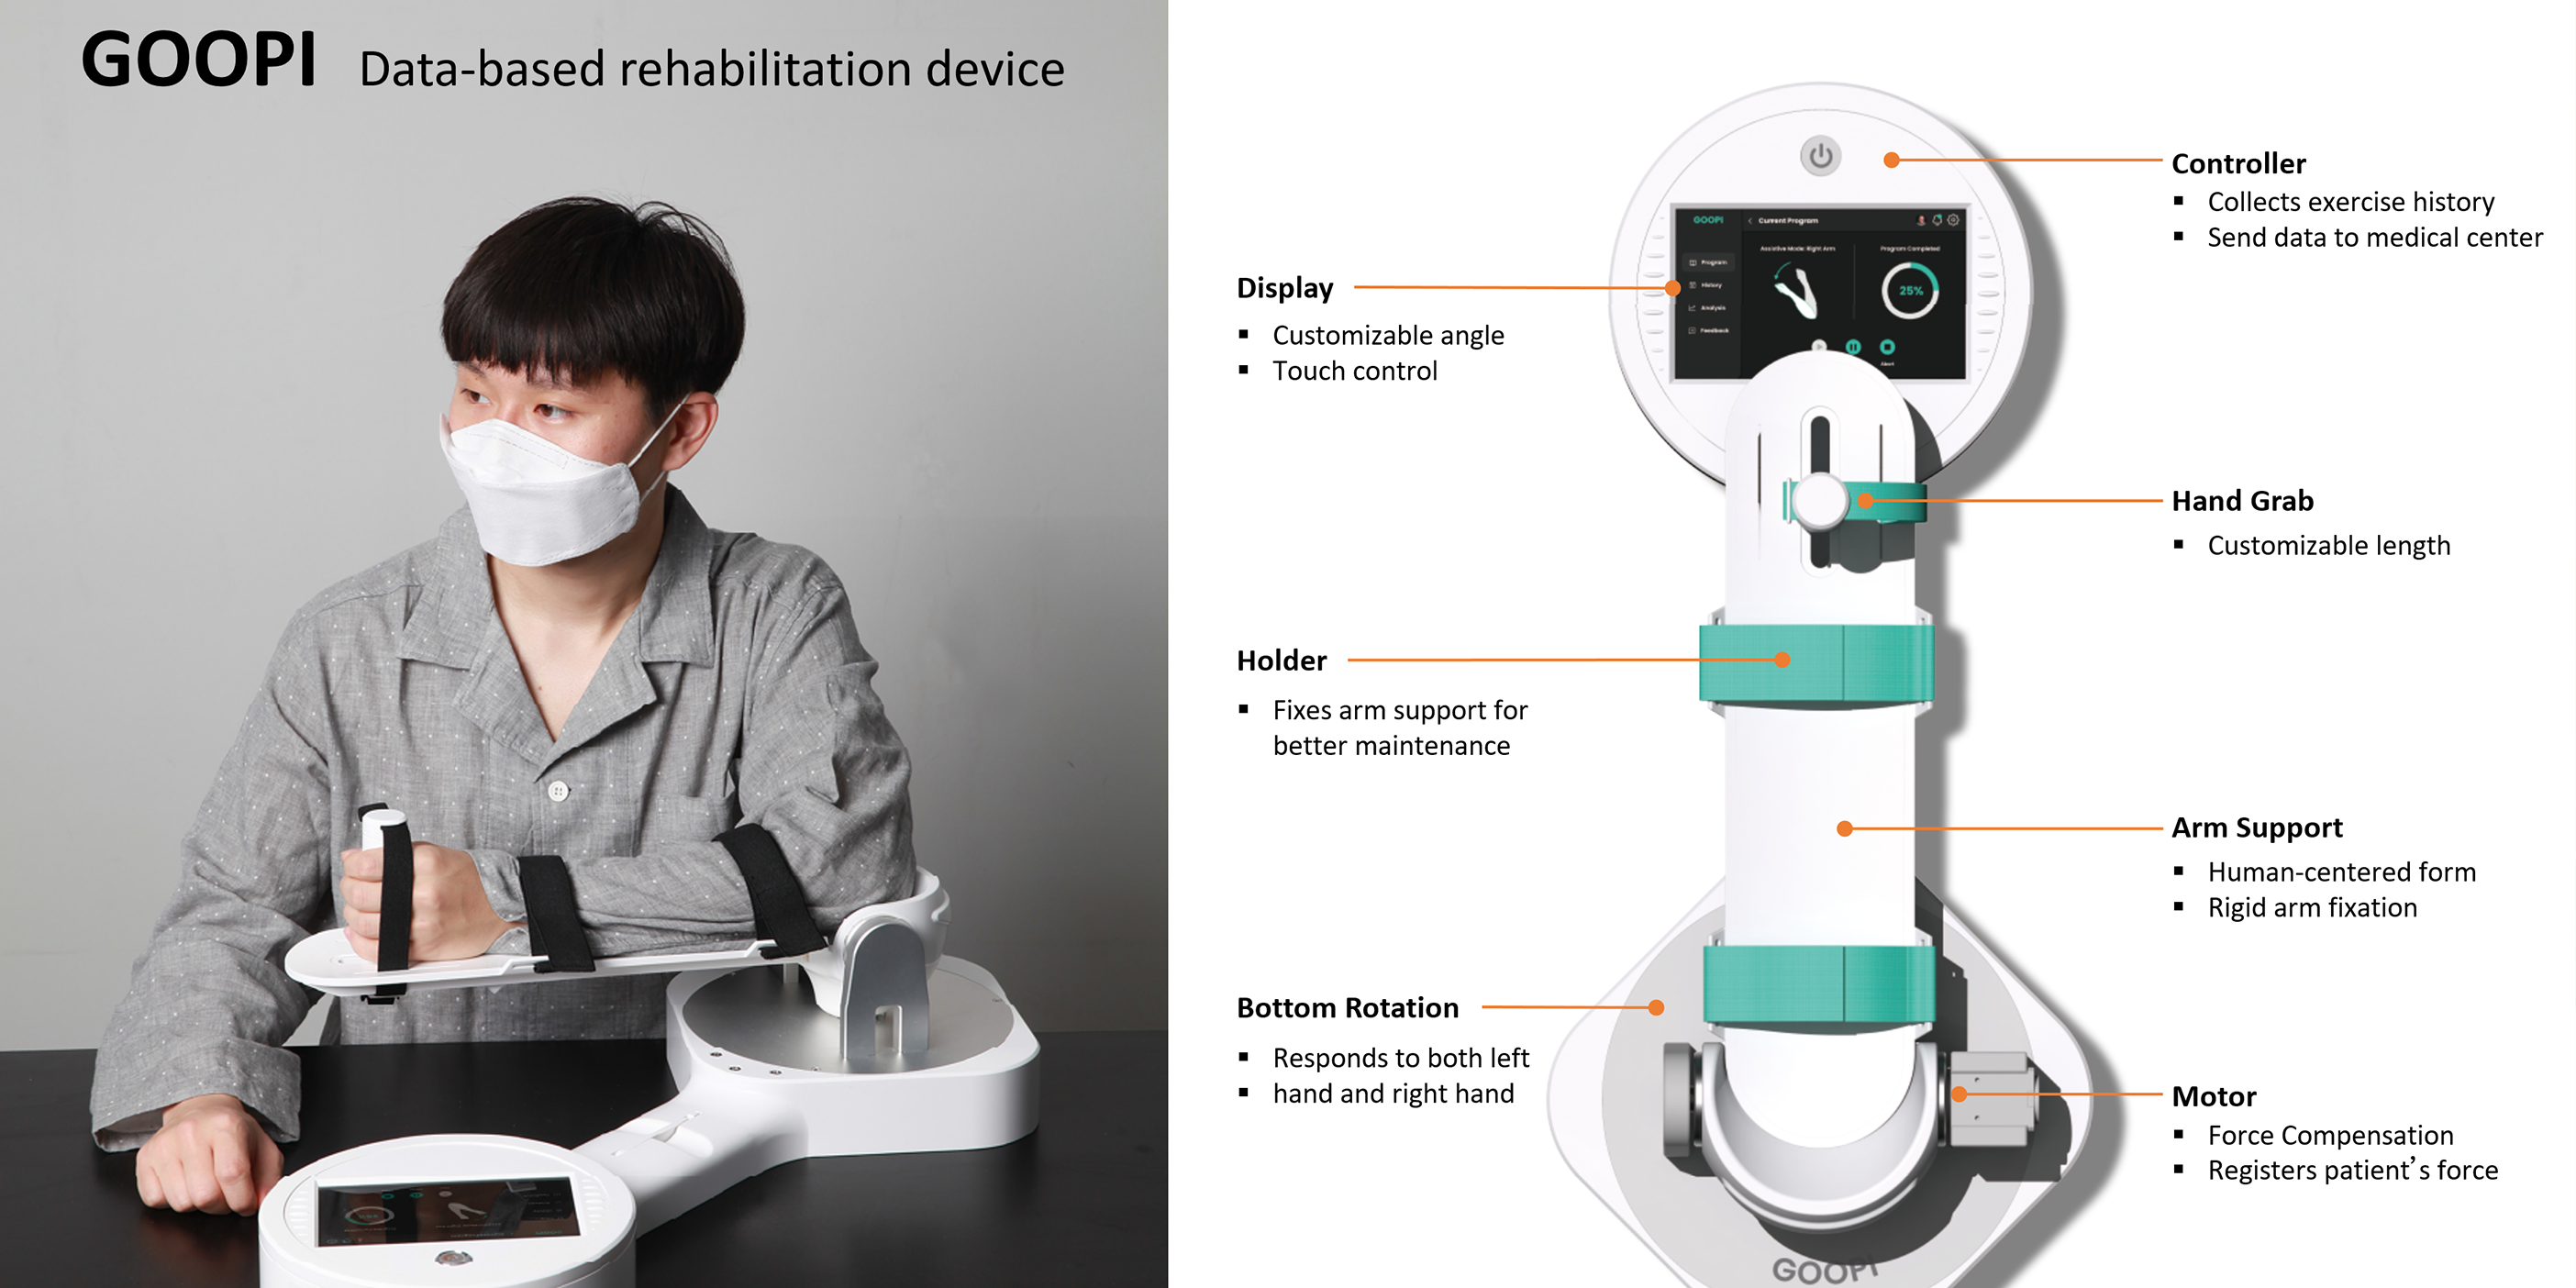 GOOPI Data-based rehabilitation device
Controller
▪ Collects exercise history
▪ Send data to medical center
GOOPI
Current Program
Assistive Mode: Right Arm
Program Completed
Program
History
Analysis
Feedback
25%
Abort
Display
▪ Customizable angle
▪ Touch control
Hand Grab
▪ Customizable length
Holder
▪ Fixes arm support for
better maintenance
Arm Support
▪ Human-centered form
▪ Rigid arm fixation
Bottom Rotation
▪ Responds to both left
▪ hand and right hand
Motor
▪ Force Compensation
▪ Registers patient’s force
GOOPI